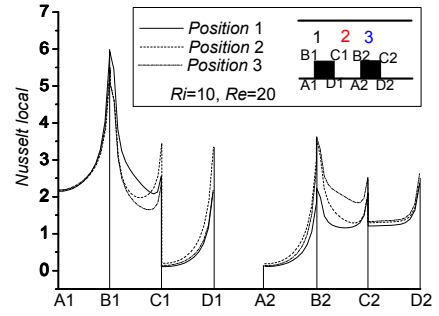 7
6
5
4
3
2
1
0
Nusselt local
Position 1
Position 2
Position 3
Ri=10, Re=20
1 2 3
B1 C1 B2 C2
A1 D1 A2 D2
A1 B1 C1 D1 A2 B2 C2 D2